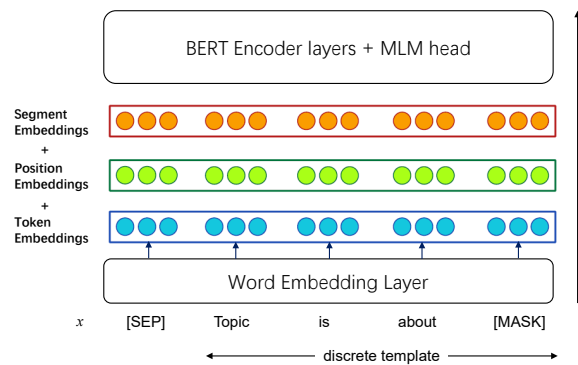 BERT Encoder layers + MLM head
Segment
Embeddings
+
Position
Embeddings
+
Token
Embeddings
Word Embedding Layer
x [SEP] Topic is about [MASK]
discrete template